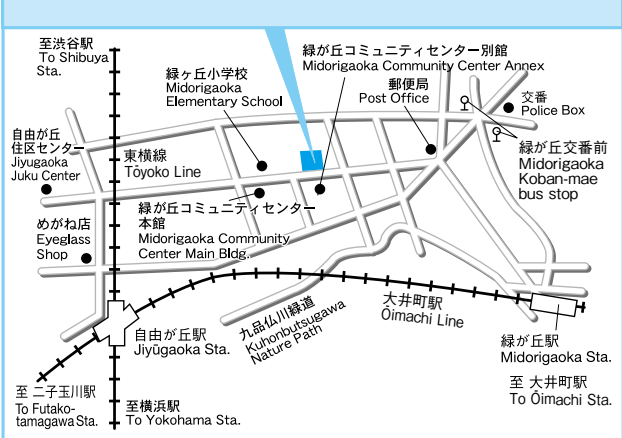 至渋谷駅
To Shibuya
Sta.
緑ヶ丘小学校
Midorigaoka
Elementary School
緑が丘コミュニティセンター別館
Midorigaoka Community Center Annex
郵便局
Post Office
交番
Police Box
自由が丘
住区センター
Jiyugaoka
Juku Center
東横線
Tōyoko Line
緑が丘交番前
Midorigaoka
Koban-mae
bus stop
めがね店
Eyeglass
Shop
緑が丘コミュニティセンター
本館
Midorigaoka Community
Center Main Bldg.
自由が丘駅
Jiyūgaoka Sta.
九品仏川緑道
Kuhonbutsugawa
Nature Path
大井町駅
Ōimachi Line
緑が丘駅
Midorigaoka Sta.
至 二子玉川駅
To Futako-
tamagawa Sta.
至横浜駅
To Yokohama Sta.
至 大井町駅
To Ōimachi Sta.